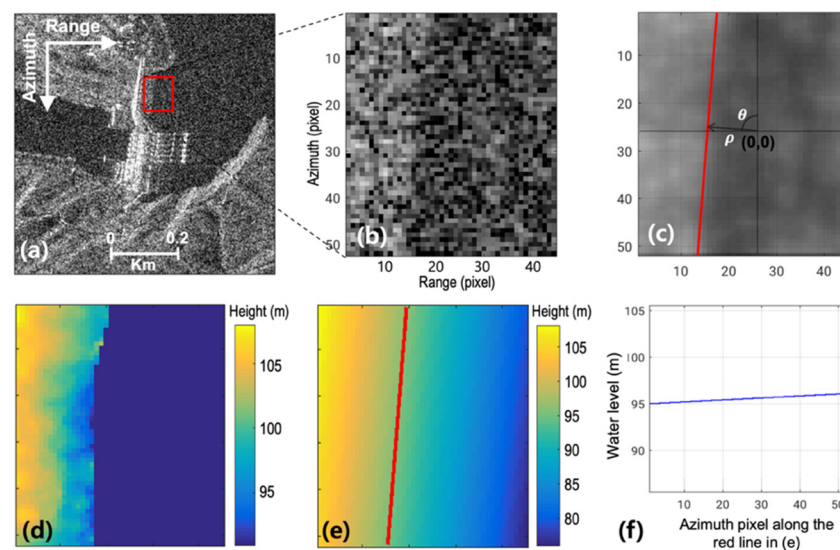 Range
Azimuth
(a)
0 0.2
Km
10
20
30
40
50
Azimuth (pixel)
(b)
10 20 30 40
Range (pixel)
10
20
30
40
50
θ
ρ (0,0)
(c)
10 20 30 40
Height (m)
105
100
95
(d)
Height (m)
105
100
95
90
85
80
(e)
105
100
95
90
Water level (m)
10 20 30 40 50
(f)
Azimuth pixel along the
red line in (e)